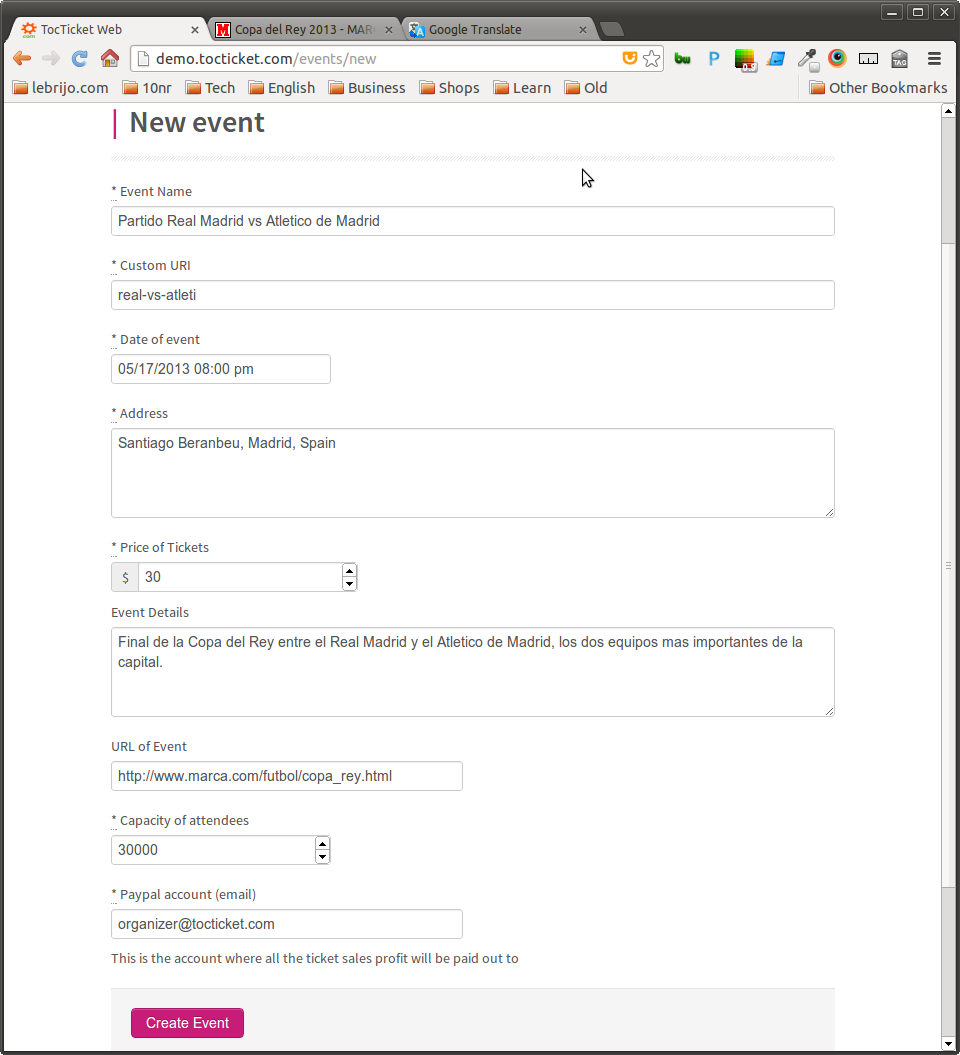 TocTicket Web
Copa del Rey 2013 - MAR
Google Translate
demo.tocticket.com/events/new
lebrijo.com 10nr Tech English Business Shops Learn Old Other Bookmarks
New event
* Event Name
Partido Real Madrid vs Atletico de Madrid
* Custom URI
real-vs-atleti
* Date of event
05/17/2013 08:00 pm
* Address
Santiago Beranbeu, Madrid, Spain
* Price of Tickets
$ 30
Event Details
Final de la Copa del Rey entre el Real Madrid y el Atletico de Madrid, los dos equipos mas importantes de la
capital.
URL of Event
http://www.marca.com/futbol/copa_rey.html
* Capacity of attendees
30000
* Paypal account (email)
organizer@tocticket.com
This is the account where all the ticket sales profit will be paid out to
Create Event